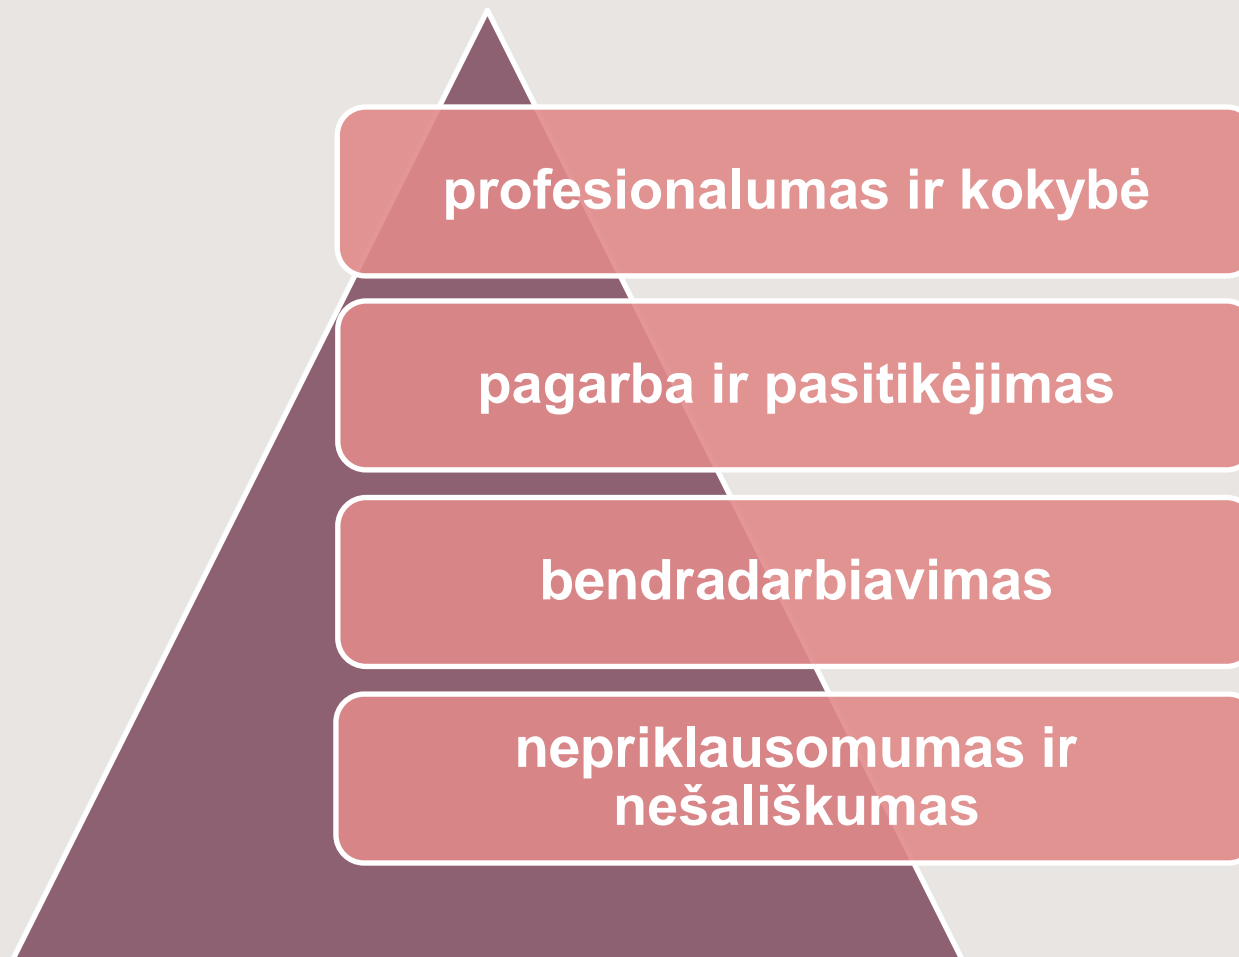 profesionalumas ir kokybė
pagarba ir pasitikėjimas
bendradarbiavimas
nepriklausomumas ir
nešališkumas